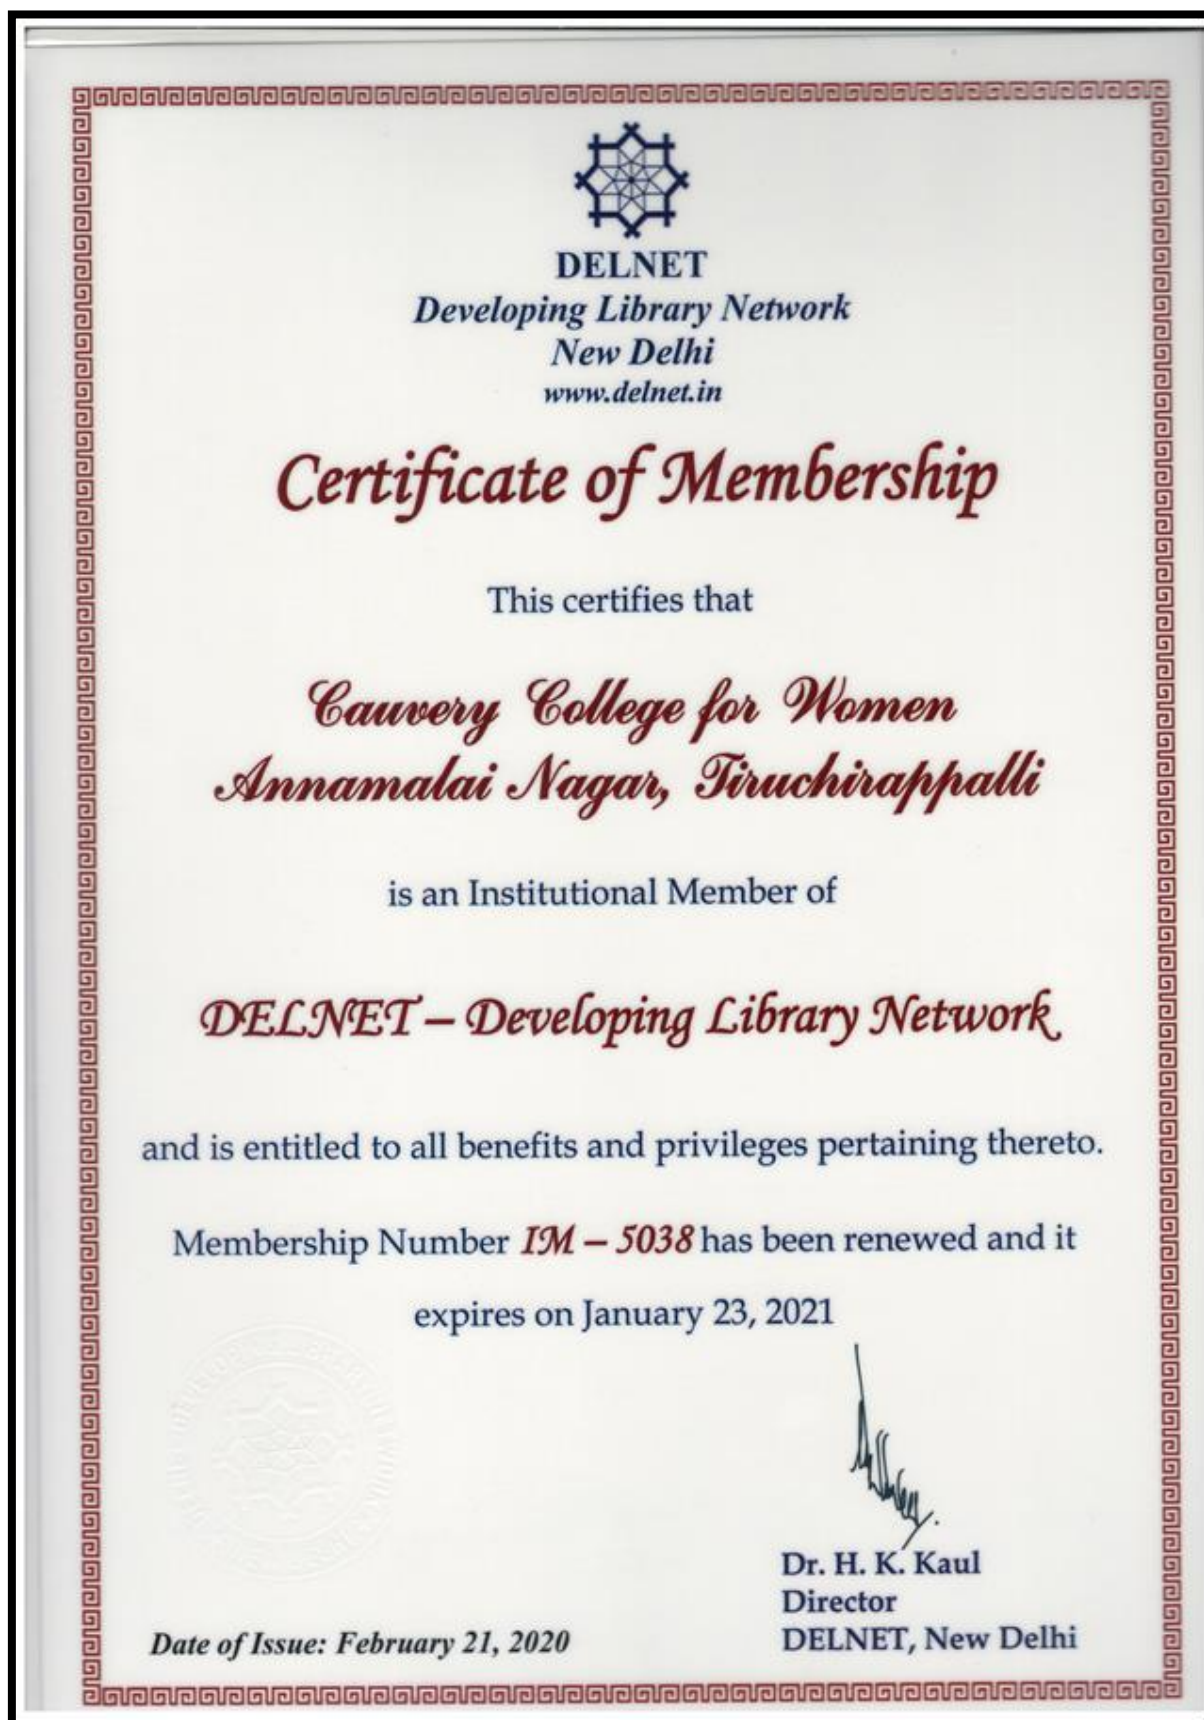 DELNET
Developing Library Network
New Delhi
www.delnet.in
Certificate of Membership
This certifies that
Cauvery College for Women
Annamalai Nagar, Tiruchirappalli
is an Institutional Member of
DELNET – Developing Library Network
and is entitled to all benefits and privileges pertaining thereto.
Membership Number IM – 5038 has been renewed and it
expires on January 23, 2021
Dr. H. K. Kaul
Director
DELNET, New Delhi
Date of Issue: February 21, 2020